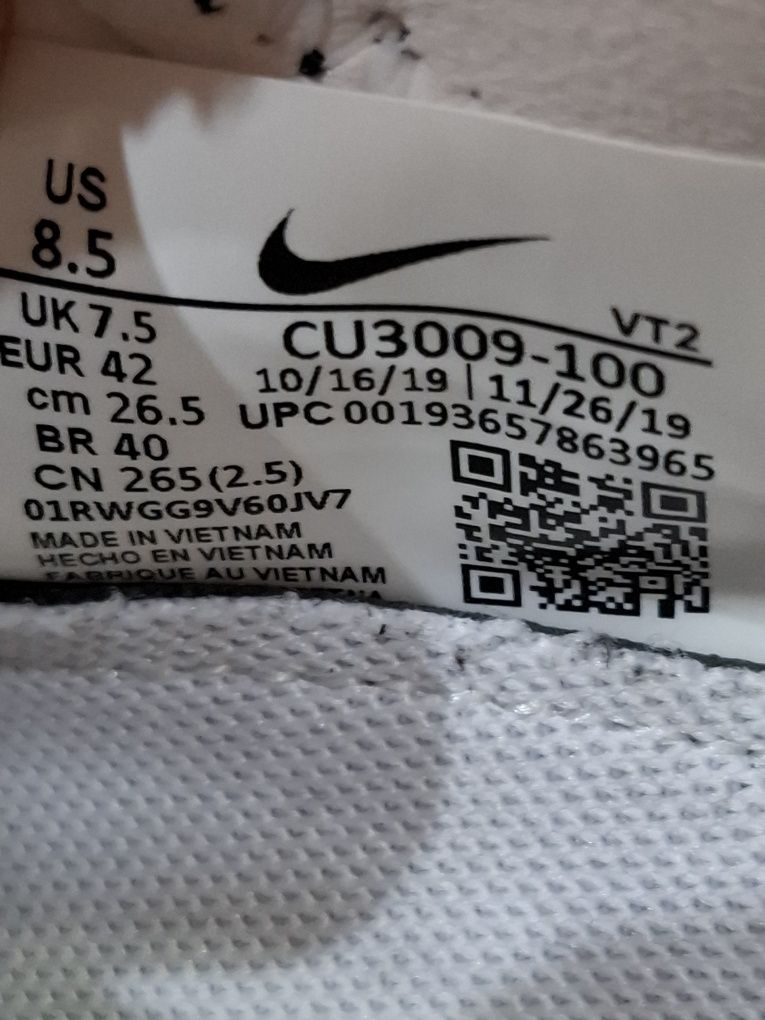 US
8.5
VT2
UK 7.5
EUR 42
cm 26.5
BR 40
CN 265(2.5)
CU3009-100
10/16/19 | 11/26/19
UPC 00193657863965
01RWGG9V60JV7
MADE IN VIETNAM
HECHO EN VIETNAM
FABRIQUE AU VIETNAM